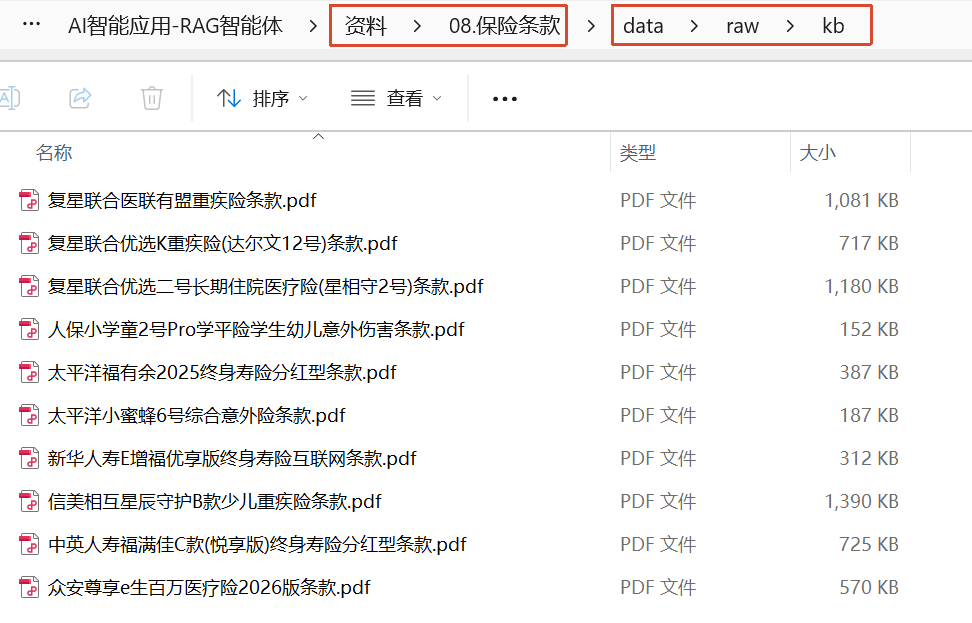 ··· AI智能应用-RAG智能体 > 资料 > 08.保险条款 > data > raw > kb
排序 查看 ···
名称 类型 大小
复星联合医联有盟重疾险条款.pdf PDF 文件 1,081 KB
复星联合优选K重疾险(达尔文12号)条款.pdf PDF 文件 717 KB
复星联合优选二号长期住院医疗险(星相守2号)条款.pdf PDF 文件 1,180 KB
人保小学童2号Pro学平险学生幼儿意外伤害条款.pdf PDF 文件 152 KB
太平洋福有余2025终身寿险分红型条款.pdf PDF 文件 387 KB
太平洋小蜜蜂6号综合意外险条款.pdf PDF 文件 187 KB
新华人寿E增福优享版终身寿险互联网条款.pdf PDF 文件 312 KB
信美相互星辰守护B款少儿重疾险条款.pdf PDF 文件 1,390 KB
中英人寿福满佳C款(悦享版)终身寿险分红型条款.pdf PDF 文件 725 KB
众安尊享e生百万医疗险2026版条款.pdf PDF 文件 570 KB